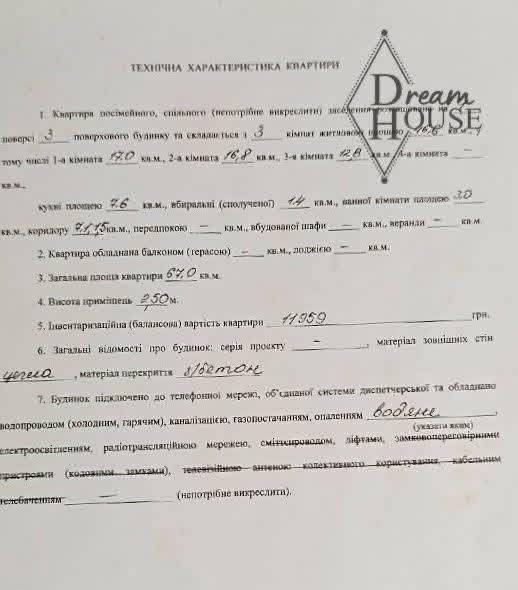 ТЕХНІЧНА ХАРАКТЕРИСТИКА КВАРТИРИ
Dream
HOUSE
1. Квартира посімейного, спільного (непотрібне викреслити) заселення розташована на
поверсі 3 поверхового будинку та складається з 3 кімнат житловою площею 46,6 кв.м., у
тому числі 1-а кімната 17.0 кв.м., 2-а кімната 16,8 кв.м., 3-я кімната 12,8 кв.м., 4-а кімната —
кв.м.,
кухні площею 7.6 кв.м., вбиральні (сполученої) 1.4 кв.м., ванної кімнати площею 3.0
кв.м., коридору 7.1, 1.5 кв.м., передпокою — кв.м., вбудованої шафи — кв.м., веранди — кв.м.
2. Квартира обладнана балконом (терасою) — кв.м., лоджією — кв.м.
3. Загальна площа квартири 67,0 кв.м.
4. Висота приміщень 2,50 м.
5. Інвентаризаційна (балансова) вартість квартири 11959 грн.
6. Загальні відомості про будинок: серія проекту —, матеріал зовнішніх стін
цегла, матеріал перекриття з/бетон
7. Будинок підключено до телефонної мережі, об'єднаної системи диспетчерської та обладнано
водопроводом (холодним, гарячим), каналізацією, газопостачанням, опаленням водяне,
(указати яким)
електроосвітленням, радіотрансляційною мережею, сміттєпроводом, ліфтами, замковопереговірними
пристроями (кодовими замками), телевізійною антеною колективного користування, кабельним
телебаченням — (непотрібне викреслити).